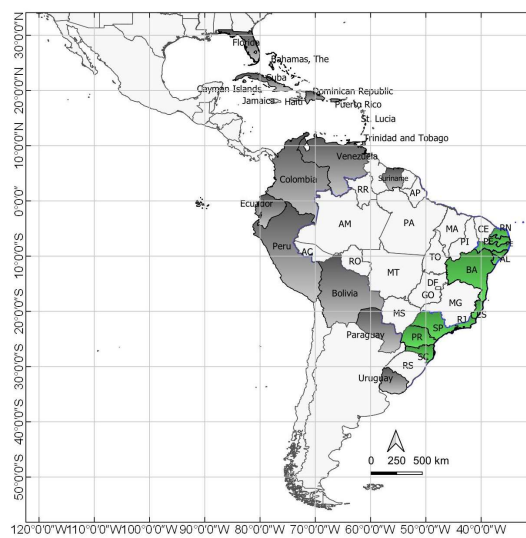 30°0'0"N
20°0'0"N
10°0'0"N
0°0'0"
10°0'0"S
20°0'0"S
30°0'0"S
40°0'0"S
50°0'0"S
Florida
Bahamas, The
Cuba
Cayman Islands
Dominican Republic
Jamaica
Haiti
Puerto Rico
St. Lucia
Trinidad and Tobago
Venezuela
Colombia
Suriname
Ecuador
RR
AP
AM
PA
MA
CE
RN
Peru
PI
PE
AC
RO
TO
AL
BA
MT
DF
GO
Bolivia
MG
ES
MS
RJ
SP
Paraguay
PR
SC
RS
Uruguay
0 250 500 km
120°0'0"W 110°0'0"W 100°0'0"W 90°0'0"W 80°0'0"W 70°0'0"W 60°0'0"W 50°0'0"W 40°0'0"W